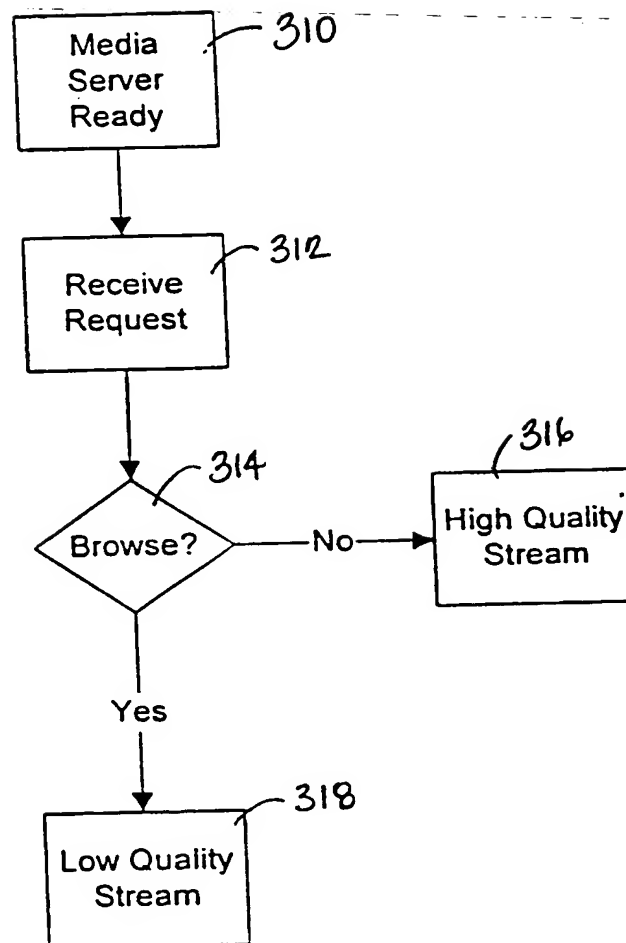 Media
Server
Ready
310
Receive
Request
312
Browse?
314
No
High Quality
Stream
316
Yes
Low Quality
Stream
318